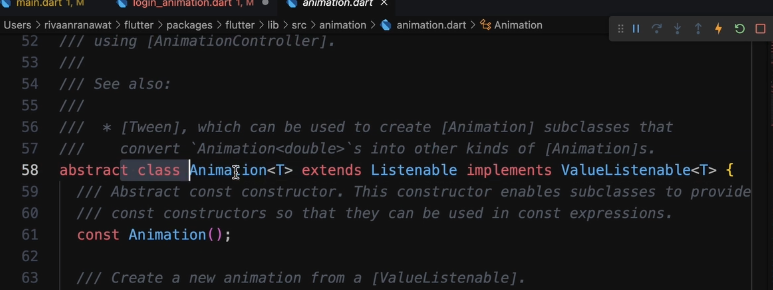 main.dart 1, M login_animation.dart 1, M animation.dart
Users > rivaanranawat > flutter > packages > flutter > lib > src > animation > animation.dart > Animation
52 /// using [AnimationController].
53 ///
54 /// See also:
55 ///
56 ///  * [Tween], which can be used to create [Animation] subclasses that
57 ///    convert `Animation<double>`s into other kinds of [Animation]s.
58 abstract class Animation<T> extends Listenable implements ValueListenable<T> {
59   /// Abstract const constructor. This constructor enables subclasses to provide
60   /// const constructors so that they can be used in const expressions.
61   const Animation();
62
63   /// Create a new animation from a [ValueListenable].